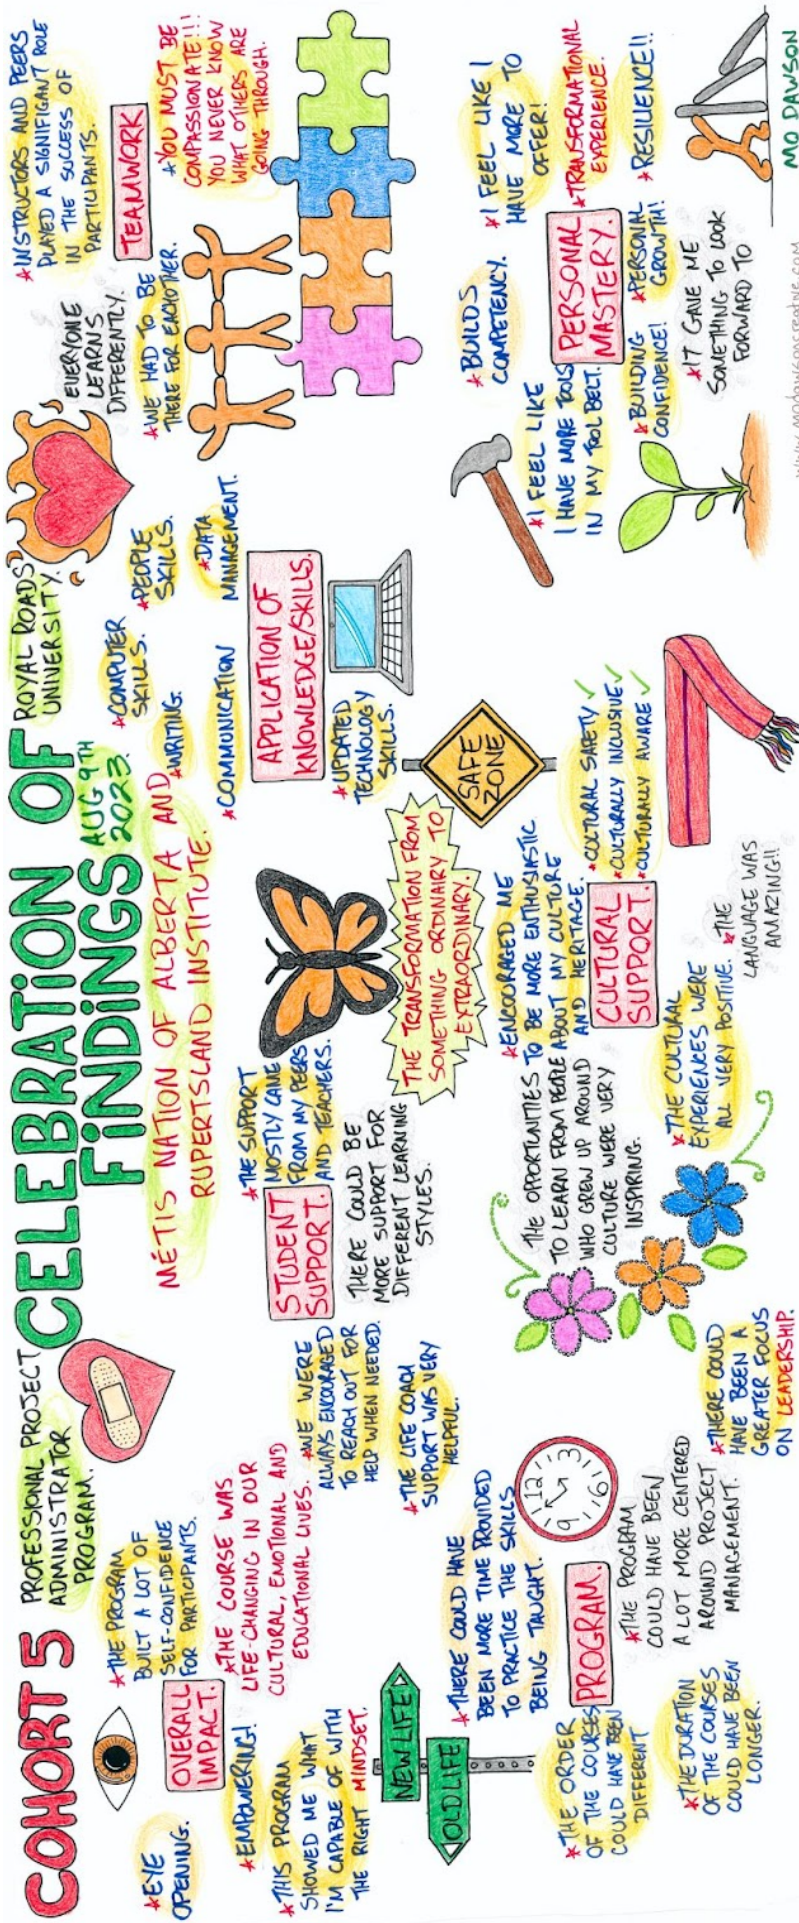 COHORT 5
PROFESSIONAL PROJECT
ADMINISTRATOR
PROGRAM.
CELEBRATION OF
FINDINGS
AUG 9TH
2023.
ROYAL ROADS
UNIVERSITY.
MÉTIS NATION OF ALBERTA AND
RUPERTSLAND INSTITUTE.
*EYE
OPENING.
OVERALL
IMPACT.
*EMPOWERING!
*THIS PROGRAM
SHOWED ME WHAT
I'M CAPABLE OF WITH
THE RIGHT MINDSET.
*THE PROGRAM
BUILT A LOT OF
SELF-CONFIDENCE
FOR PARTICIPANTS.
*THE COURSE WAS
LIFE-CHANGING IN OUR
CULTURAL, EMOTIONAL AND
EDUCATIONAL LIVES.
NEW LIFE
OLD LIFE
*WE WERE
ALWAYS ENCOURAGED
TO REACH OUT FOR
HELP WHEN NEEDED.
*THE LIFE COACH
SUPPORT WAS VERY
HELPFUL.
STUDENT
SUPPORT.
*THE SUPPORT
MOSTLY CAME
FROM MY PEERS
AND TEACHERS.
THERE COULD BE
MORE SUPPORT FOR
DIFFERENT LEARNING
STYLES.
THE TRANSFORMATION FROM
SOMETHING ORDINARY TO
EXTRAORDINARY.
*COMPUTER
SKILLS.
*PEOPLE
SKILLS.
*WRITING.
*DATA
MANAGEMENT.
*COMMUNICATION
APPLICATION OF
KNOWLEDGE/SKILLS.
*UPDATED
TECHNOLOGY
SKILLS.
EVERYONE
LEARNS
DIFFERENTLY.
*INSTRUCTORS AND PEERS
PLAYED A SIGNIFICANT ROLE
IN THE SUCCESS OF
PARTICIPANTS.
TEAMWORK
*WE HAD TO BE
THERE FOR EACHOTHER.
*YOU MUST BE
COMPASSIONATE!!!
YOU NEVER KNOW
WHAT OTHERS ARE
GOING THROUGH.
*THERE COULD HAVE
BEEN MORE TIME PROVIDED
TO PRACTICE THE SKILLS
BEING TAUGHT.
12
3
6
9
PROGRAM.
*THE ORDER
OF THE COURSES
COULD HAVE BEEN
DIFFERENT
*THE DURATION
OF THE COURSES
COULD HAVE BEEN
LONGER.
*THE PROGRAM
COULD HAVE BEEN
A LOT MORE CENTERED
AROUND PROJECT
MANAGEMENT.
*THERE COULD
HAVE BEEN A
GREATER FOCUS
ON LEADERSHIP.
THE OPPORTUNITIES
TO LEARN FROM PEOPLE
WHO GREW UP AROUND
CULTURE WERE VERY
INSPIRING.
*ENCOURAGED ME
TO BE MORE ENTHUSIASTIC
ABOUT MY CULTURE
AND HERITAGE.
CULTURAL
SUPPORT.
SAFE
ZONE
*CULTURAL SAFETY ✓
*CULTURALLY INCLUSIVE ✓
*CULTURALLY AWARE ✓
*THE CULTURAL
EXPERIENCES WERE
ALL VERY POSITIVE.
*THE
LANGUAGE WAS
AMAZING!!
*BUILDS
COMPETENCY.
*I FEEL LIKE
I HAVE MORE TOOLS
IN MY TOOL BELT.
*I FEEL LIKE I
HAVE MORE TO
OFFER!
PERSONAL
MASTERY.
*TRANSFORMATIONAL
EXPERIENCE.
*RESILIENCE!!
*BUILDING
CONFIDENCE!
*PERSONAL
GROWTH!
*IT GAVE ME
SOMETHING TO LOOK
FORWARD TO
MO DAWSON